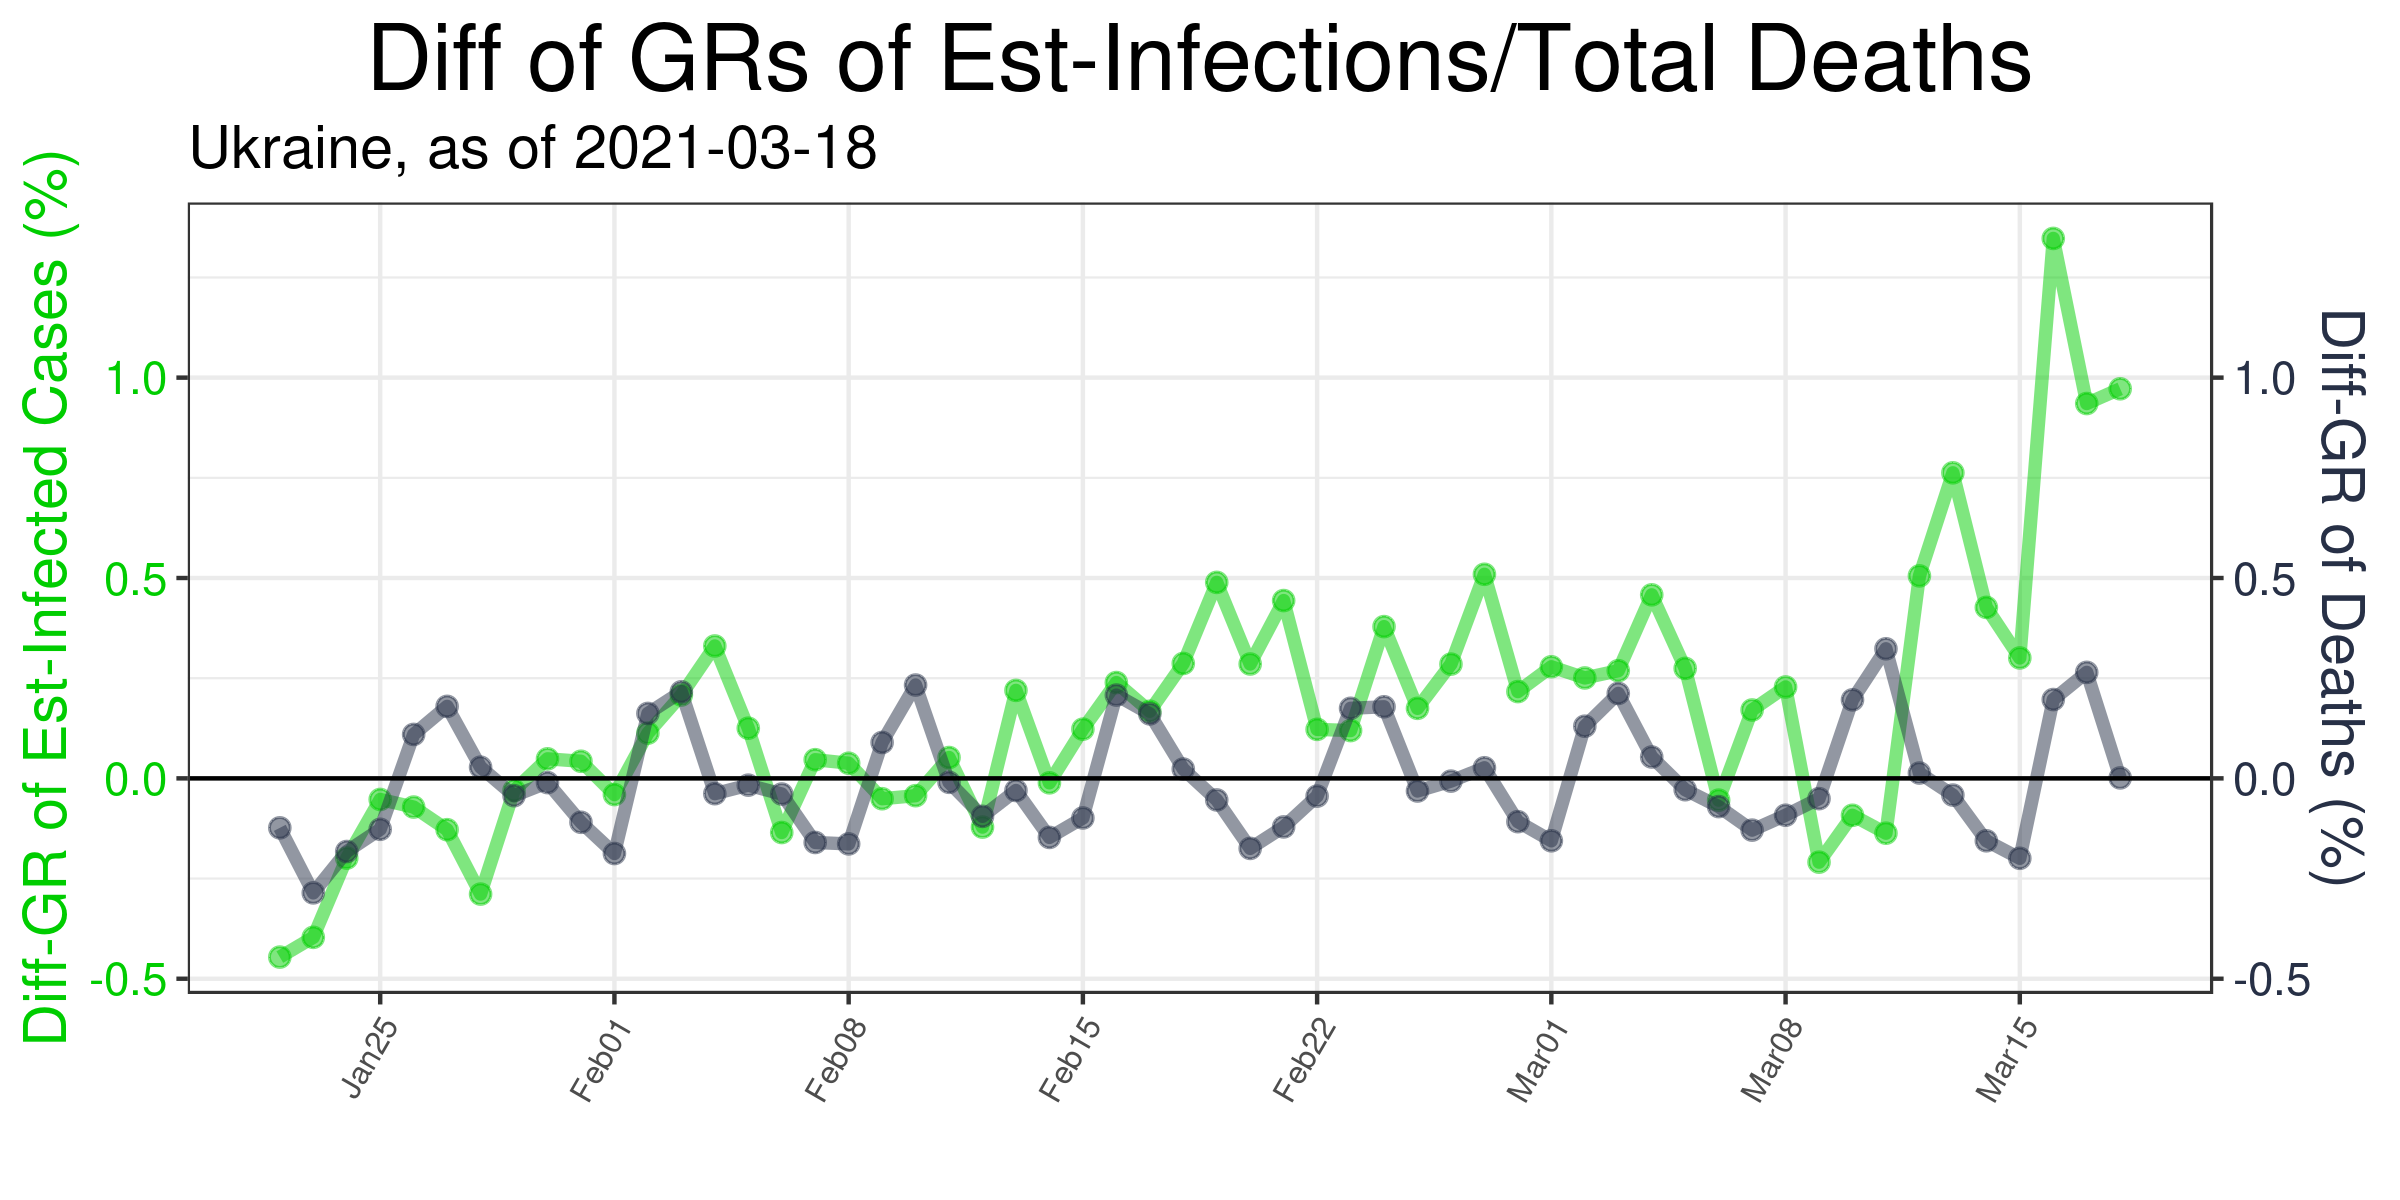 Diff of GRs of Est-Infections/Total Deaths
Ukraine, as of 2021-03-18
Diff-GR of Est-Infected Cases (%)
1.0
0.5
0.0
-0.5
1.0
0.5
0.0
-0.5
Diff-GR of Deaths (%)
Jan25
Feb01
Feb08
Feb15
Feb22
Mar01
Mar08
Mar15